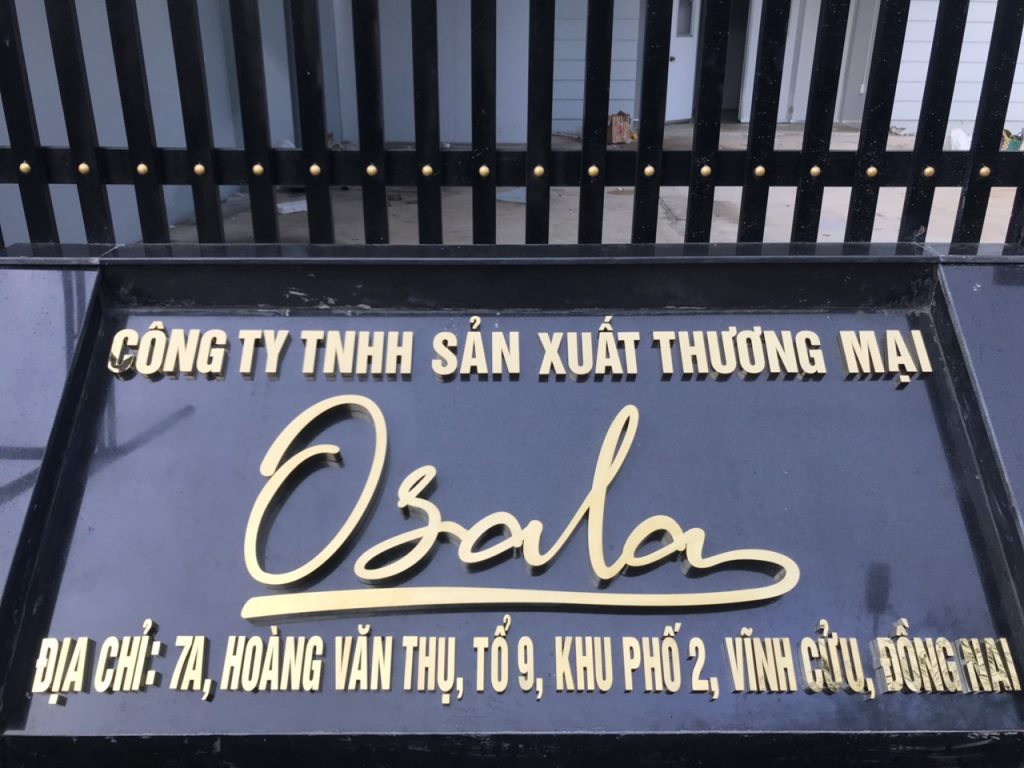 CÔNG TY TNHH SẢN XUẤT THƯƠNG MẠI
Osala
ĐỊA CHỈ: 7A, HOÀNG VĂN THỤ, TỔ 9, KHU PHỐ 2, VĨNH CỬU, ĐỒNG NAI